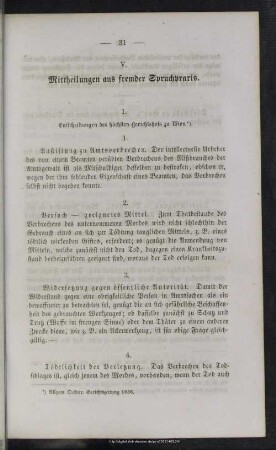 — 31 —
V.
Mittheilungen aus fremder Spruchpraxis.
1.
Entscheidungen des höchsten Gerichtshofs zu Wien.*)
1.
Anstiftung zu Amtsverbrechen. Der intellectuelle Urheber
des von einem Beamten verübten Verbrechens des Mißbrauches der
Amtsgewalt ist als Mitschuldiger desselben zu bestrafen, obschon er,
wegen der ihm fehlenden Eigenschaft eines Beamten, das Verbrechen
selbst nicht begehen konnte.
2.
Versuch — geeignetes Mittel. Zum Thatbestande des
Verbrechens des unternommenen Mordes wird nicht schlechthin der
Gebrauch eines an sich zur Tödtung tauglichen Mittels, z. B. eines
tödtlich wirkenden Giftes, erfordert; es genügt die Anwendung von
Mitteln, welche zunächst nicht den Tod, dagegen einen Krankheits-
zustand herbeizuführen geeignet sind, woraus der Tod erfolgen kann.
3.
Widersetzung gegen öffentliche Autorität. Damit der
Widerstand gegen eine obrigkeitliche Person in Amtssachen als ein
bewaffneter zu betrachten sei, genügt die an sich gefährliche Beschaffen-
heit des gebrauchten Werkzeuges; ob dasselbe zunächst zu Schutz und
Trutz (Waffe im strengen Sinne) oder dem Thäter zu einem anderen
Zwecke, wie z. B. ein Ackerwerkzeug, ist für obige Frage gleich-
gültig.
4.
Tödtlichkeit der Verletzung. Das Verbrechen des Tod-
schlages ist, gleich jenem des Mordes, vorhanden, wenn der Tod auch
*) Allgem. Oesterr. Gerichtszeitung 1856.